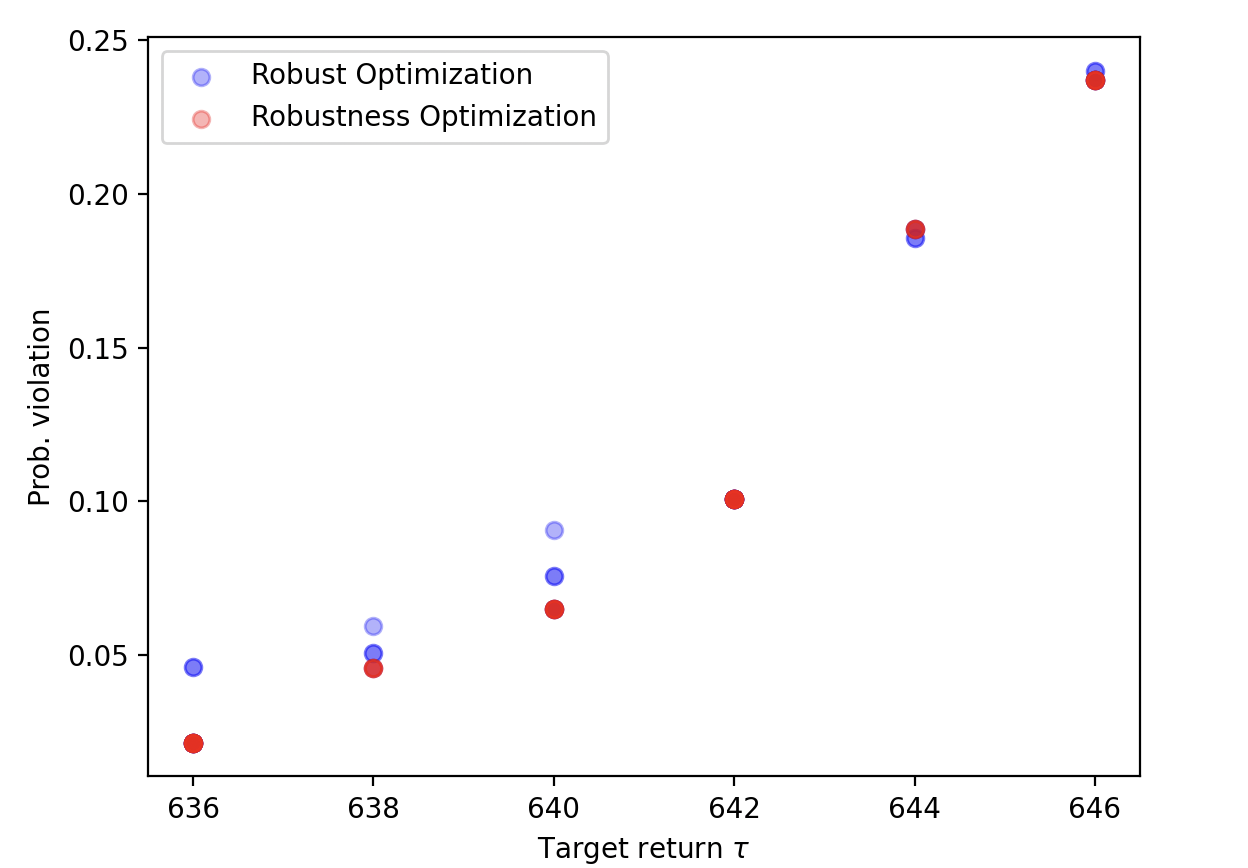 0.25
0.20
0.15
0.10
0.05
Prob. violation
Robust Optimization
Robustness Optimization
636 638 640 642 644 646
Target return τ